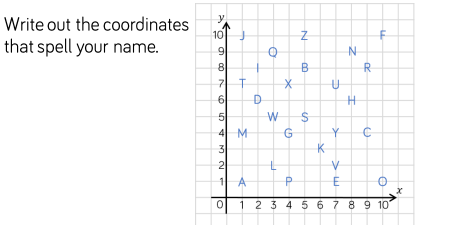 Write out the coordinates
that spell your name.
y
10 J Z F
9 Q N
8 I B R
7 T X U
6 D H
5 W S
4 M G Y C
3 K
2 L V
1 A P E O
x
0 1 2 3 4 5 6 7 8 9 10